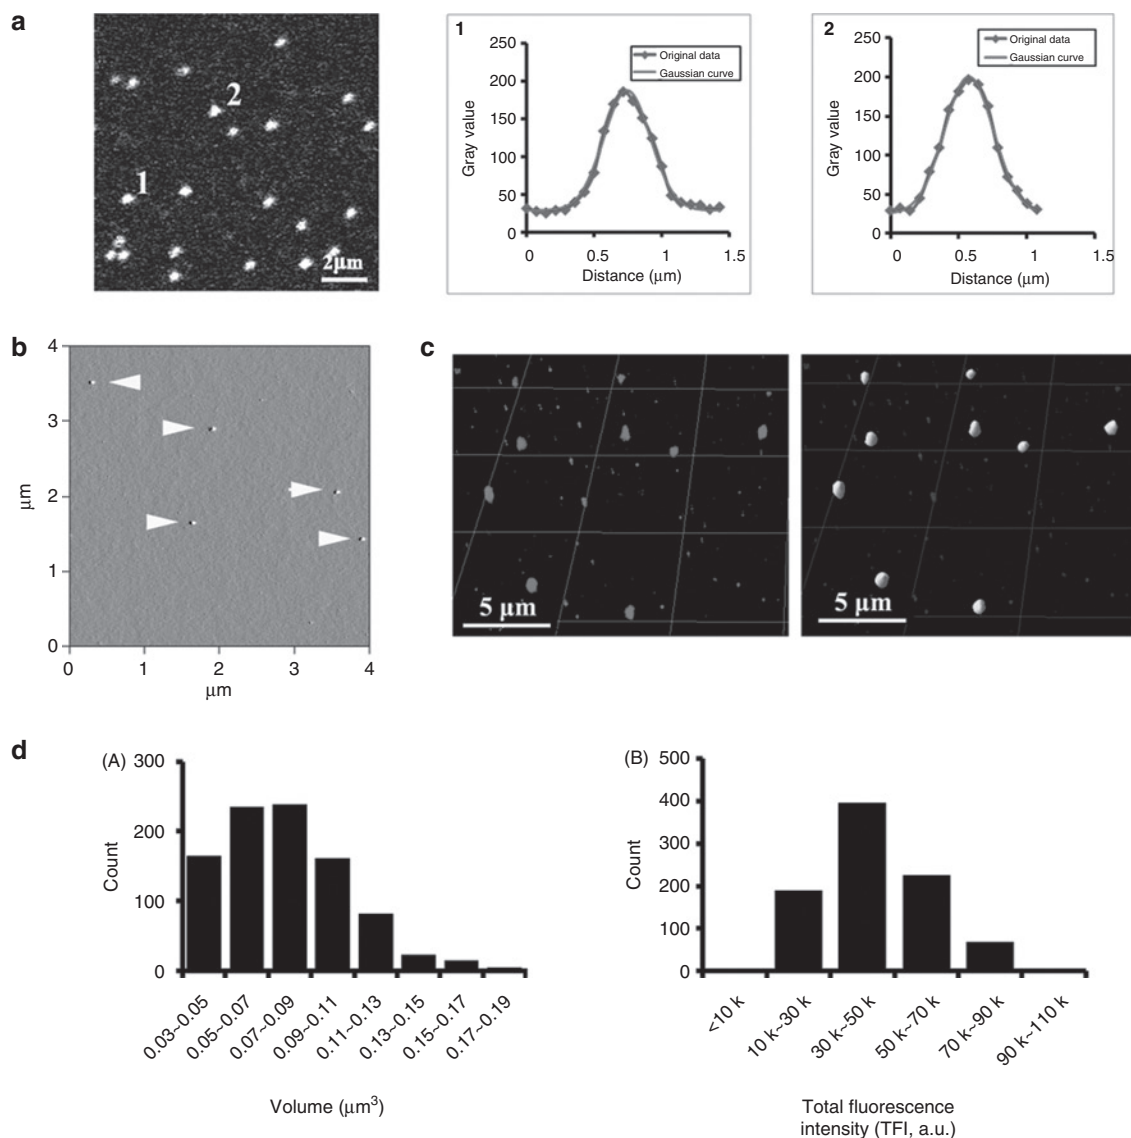 a
1
2
2μm
1
250
200
150
100
50
0
Gray value
Original data
Gaussian curve
0
0.5
1.0
1.5
Distance (μm)
2
250
200
150
100
50
0
Gray value
Original data
Gaussian curve
0
0.5
1.0
1.5
Distance (μm)
b
4
3
2
1
0
μm
0
1
2
3
4
μm
c
5 μm
5 μm
d
(A)
300
200
100
0
Count
0.03~0.05
0.05~0.07
0.07~0.09
0.09~0.11
0.11~0.13
0.13~0.15
0.15~0.17
0.17~0.19
Volume (μm³)
(B)
500
400
300
200
100
0
Count
<10 k
10 k~30 k
30 k~50 k
50 k~70 k
70 k~90 k
90 k~110 k
Total fluorescence
intensity (TFI, a.u.)